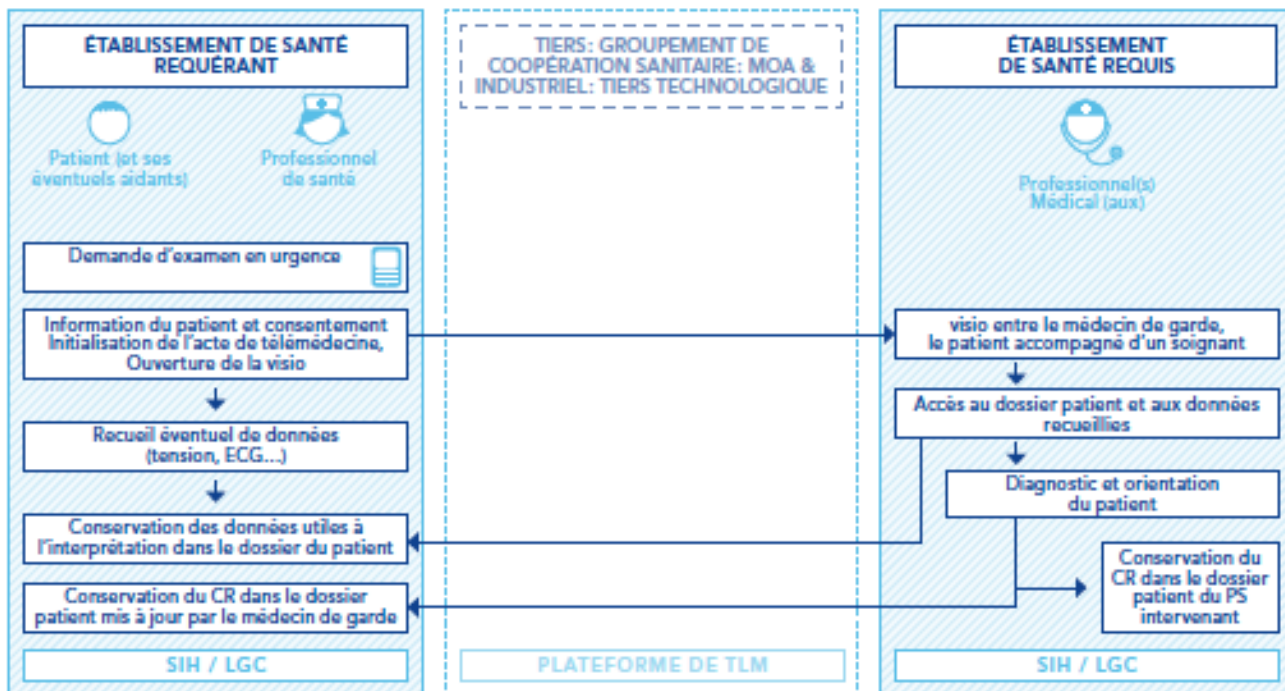 ÉTABLISSEMENT DE SANTÉ
REQUÉRANT
Patient (et ses
éventuels aidants)
Professionnel
de santé
Demande d'examen en urgence
Information du patient et consentement
Initialisation de l'acte de télémédecine,
Ouverture de la visio
Recueil éventuel de données
(tension, ECG...)
Conservation des données utiles à
l'interprétation dans le dossier du patient
Conservation du CR dans le dossier
patient mis à jour par le médecin de garde
SIH / LGC
TIERS: GROUPEMENT DE
COOPÉRATION SANITAIRE: MOA &
INDUSTRIEL: TIERS TECHNOLOGIQUE
PLATEFORME DE TLM
ÉTABLISSEMENT
DE SANTÉ REQUIS
Professionnel(s)
Médical (aux)
visio entre le médecin de garde,
le patient accompagné d'un soignant
Accès au dossier patient et aux données
recueillies
Diagnostic et orientation
du patient
Conservation du
CR dans le dossier
patient du PS
intervenant
SIH / LGC